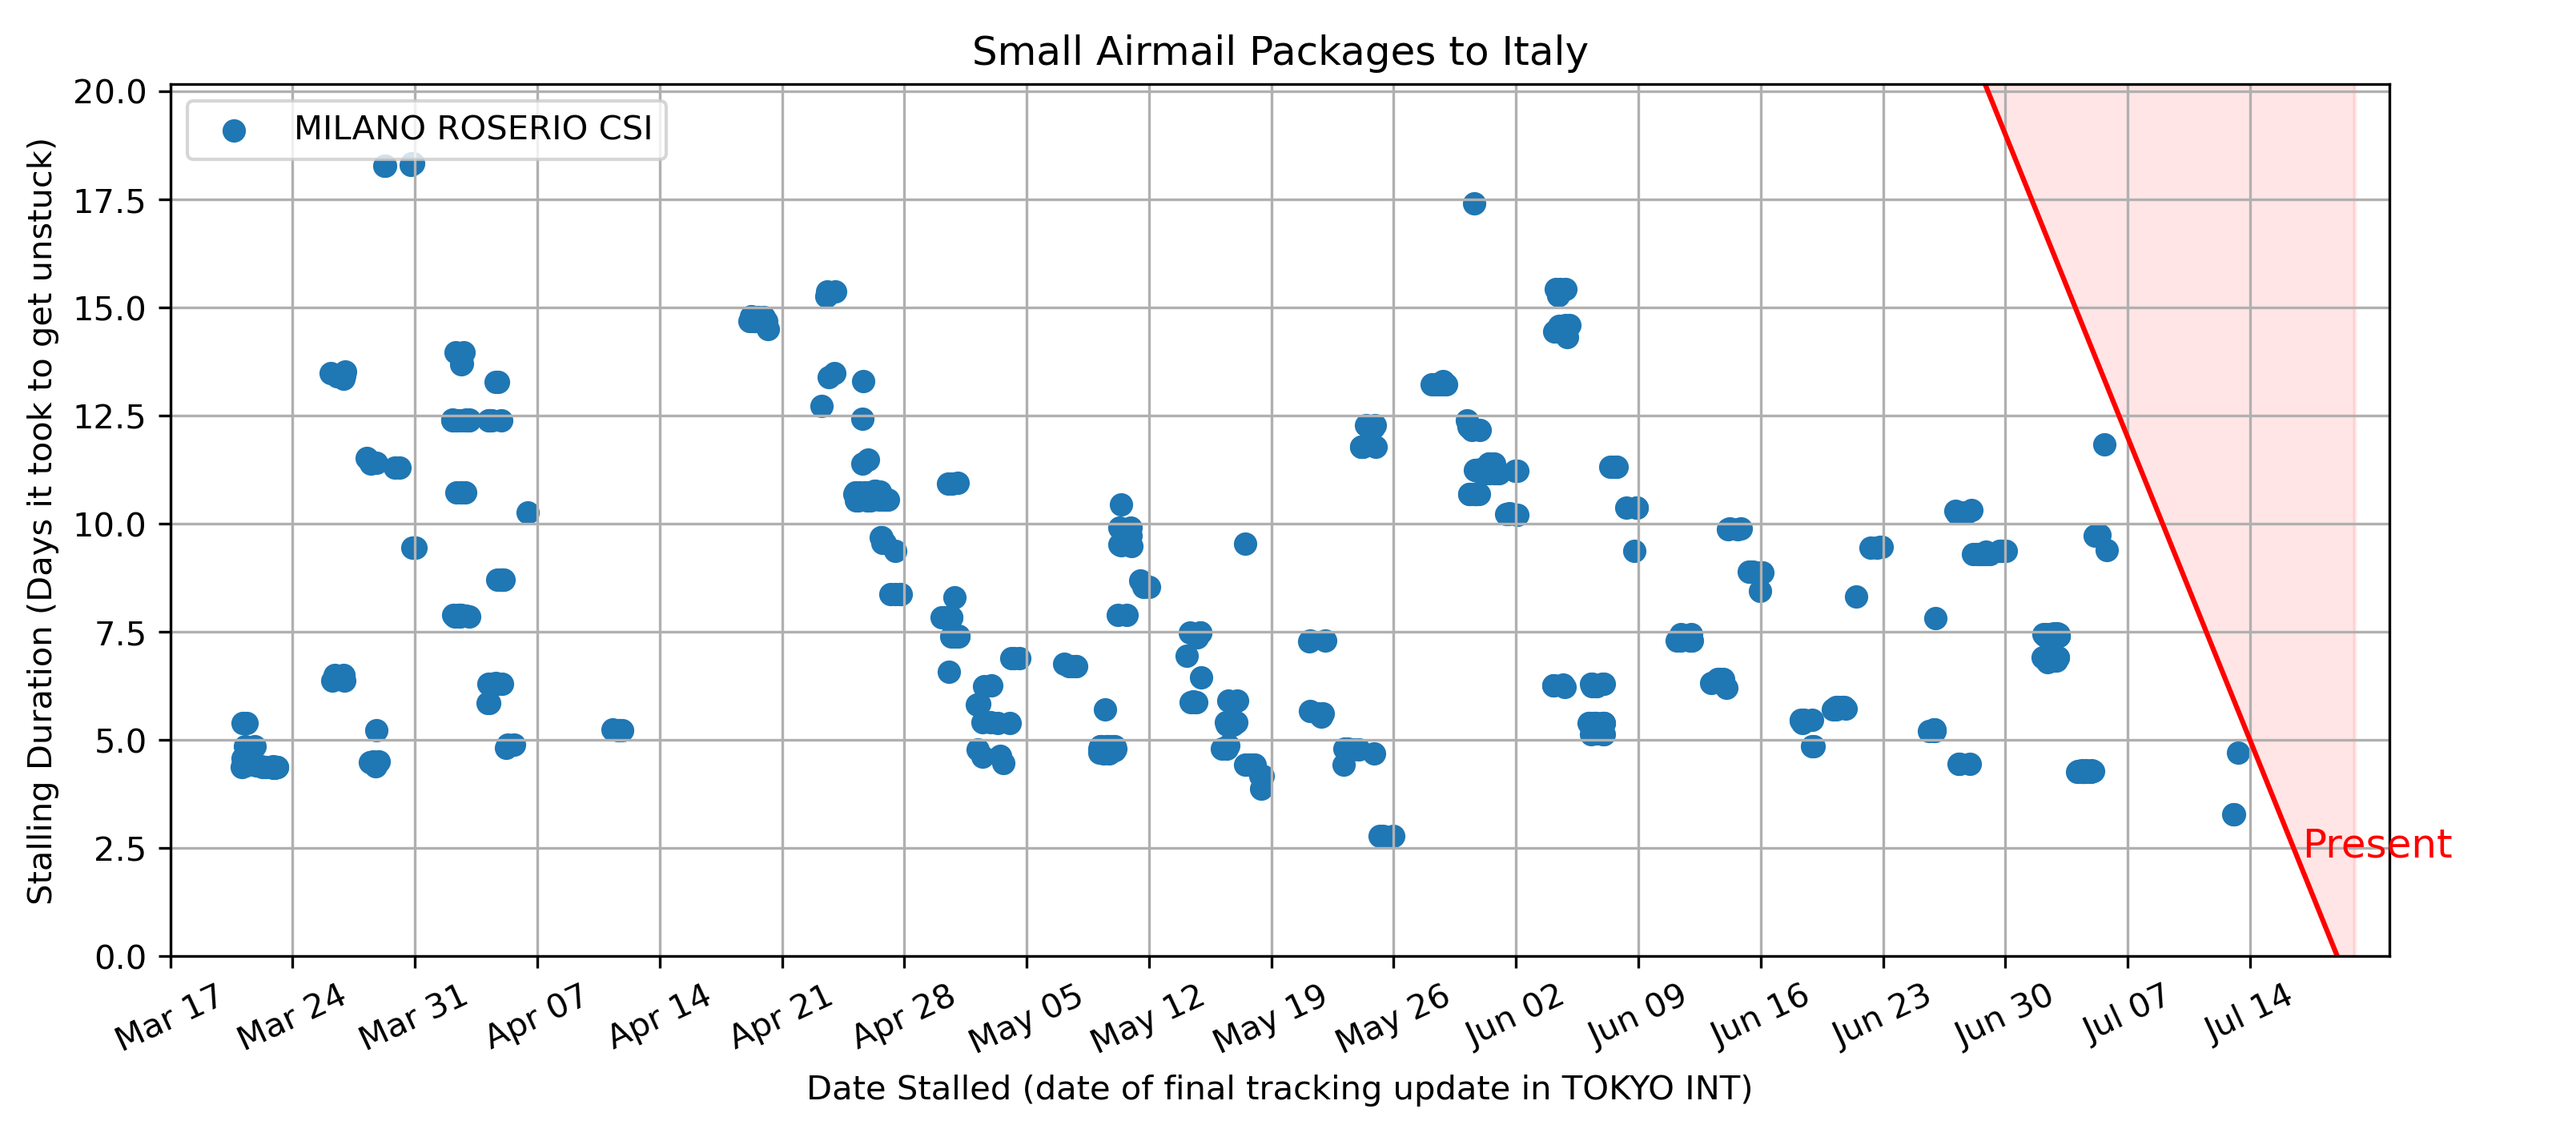 Small Airmail Packages to Italy
MILANO ROSERIO CSI
20.0
17.5
15.0
12.5
10.0
7.5
5.0
2.5
0.0
Stalling Duration (Days it took to get unstuck)
Present
Mar 17
Mar 24
Mar 31
Apr 07
Apr 14
Apr 21
Apr 28
May 05
May 12
May 19
May 26
Jun 02
Jun 09
Jun 16
Jun 23
Jun 30
Jul 07
Jul 14
Date Stalled (date of final tracking update in TOKYO INT)